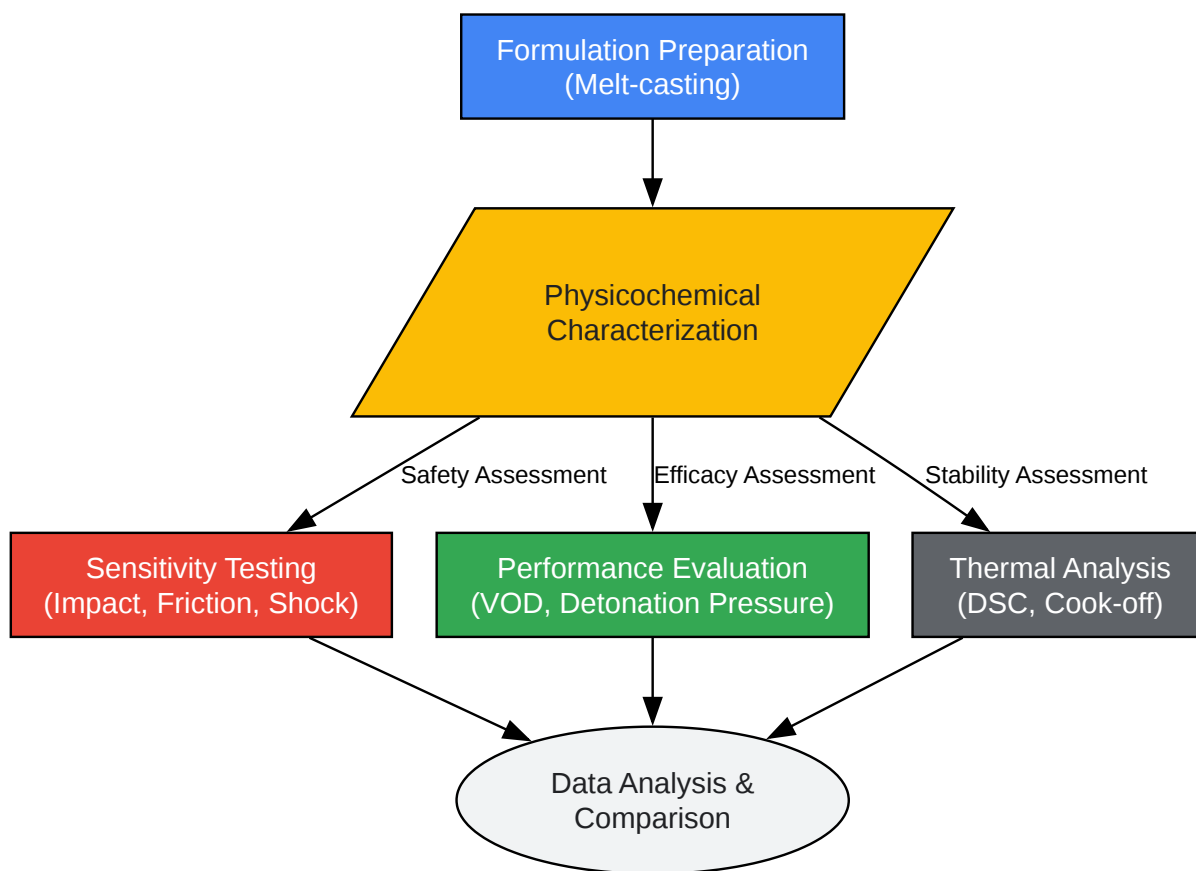 Formulation Preparation
(Melt-casting)
Physicochemical
Characterization
Safety Assessment
Efficacy Assessment
Stability Assessment
Sensitivity Testing
(Impact, Friction, Shock)
Performance Evaluation
(VOD, Detonation Pressure)
Thermal Analysis
(DSC, Cook-off)
Data Analysis &
Comparison